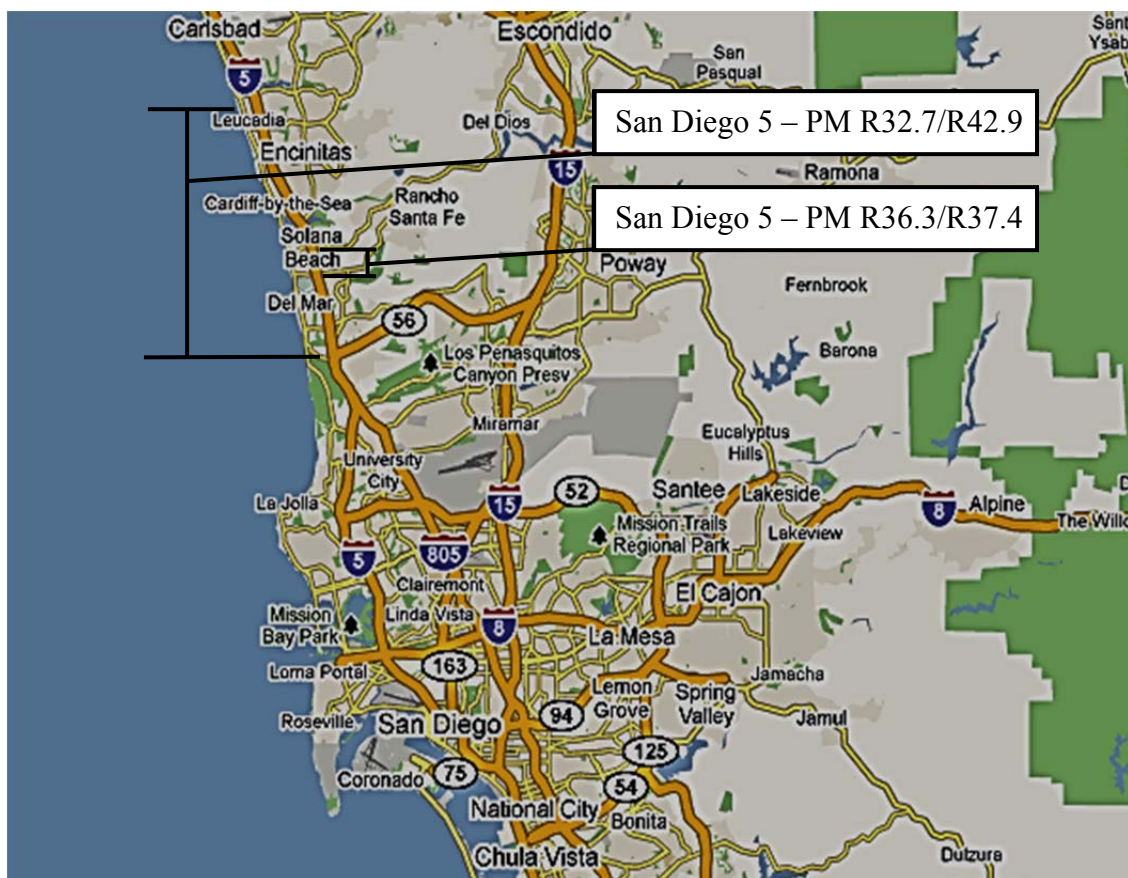 Carlsbad
Escondido
San
Pasqual
Ysab
5
Leucadia
Del Dios
San Diego 5 – PM R32.7/R42.9
Encinitas
15
Ramona
Cardiff-by-the-Sea
Rancho
Santa Fe
San Diego 5 – PM R36.3/R37.4
Solana
Beach
Poway
Fernbrook
Del Mar
56
Barona
Los Penasquitos
Canyon Presv
Miramar
Eucalyptus
Hills
University
City
La Jolla
15
52
Santee
Lakeside
8
Alpine
Mission Trails
Regional Park
Lakeview
The Willo
5
805
Clairemont
El Cajon
Mission
Bay Park
Linda Vista
8
La Mesa
Loma Portal
163
Jamacha
Lemon
Grove
Spring
Valley
Roseville
San Diego
94
Jamul
125
Coronado
75
54
National City
Bonita
Chula Vista
Dulzura